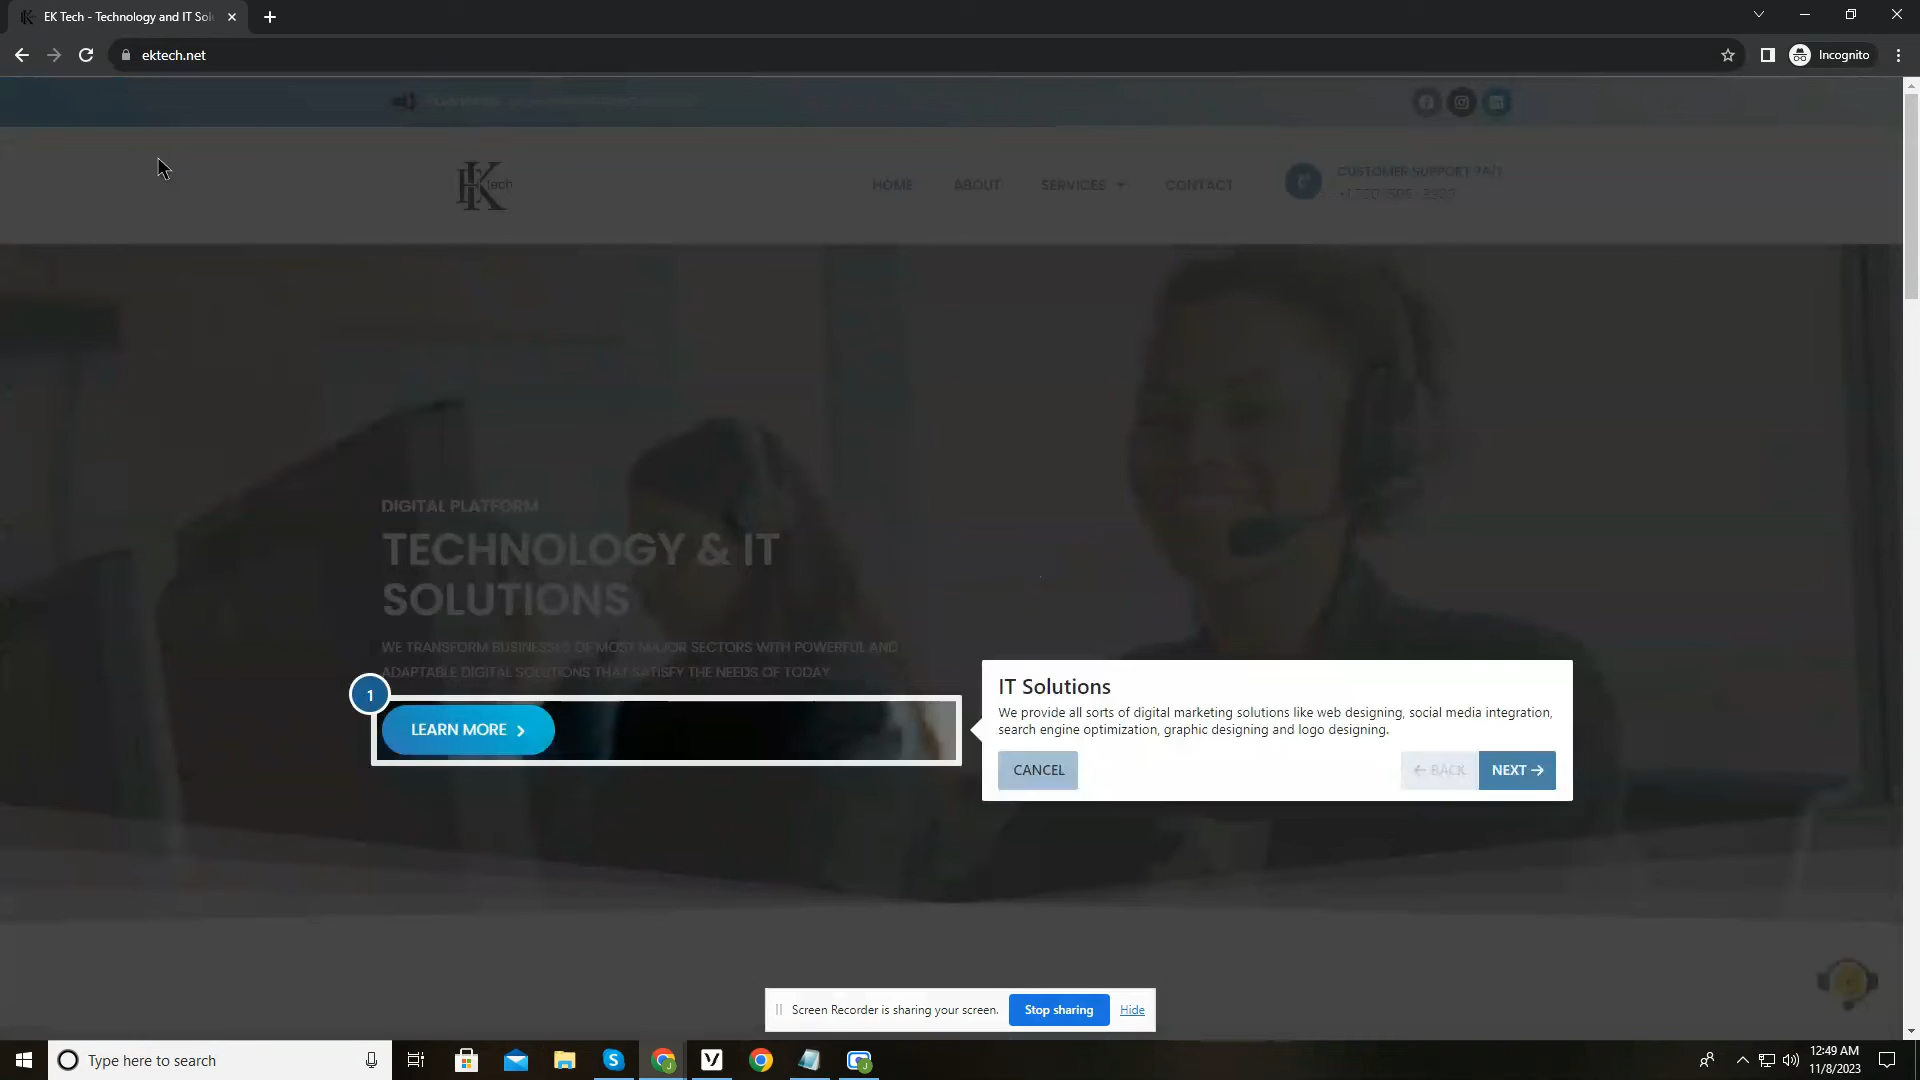 EK Tech - Technology and IT Sol
ektech.net
Incognito
K tech
HOME
ABOUT
SERVICES
CONTACT
CUSTOMER SUPPORT 24/7
DIGITAL PLATFORM
TECHNOLOGY & IT
SOLUTIONS
WE TRANSFORM BUSINESSES OF MOST MAJOR SECTORS WITH POWERFUL AND
ADAPTABLE DIGITAL SOLUTIONS THAT SATISFY THE NEEDS OF TODAY
1
LEARN MORE
IT Solutions
We provide all sorts of digital marketing solutions like web designing, social media integration,
search engine optimization, graphic designing and logo designing.
CANCEL
← BACK
NEXT →
Screen Recorder is sharing your screen.
Stop sharing
Hide
Type here to search
12:49 AM
11/8/2023